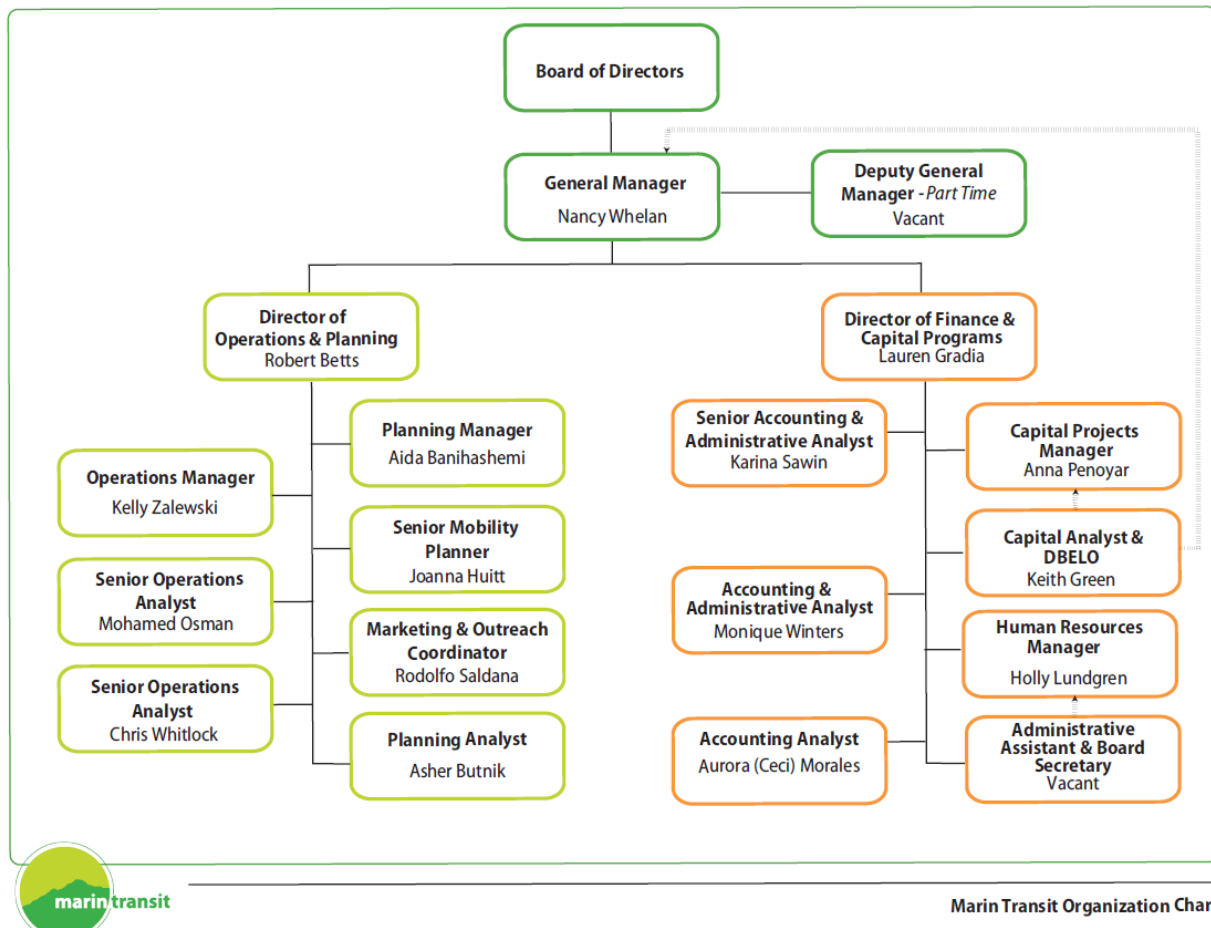 Board of Directors
General Manager
Nancy Whelan
Deputy General
Manager - Part Time
Vacant
Director of
Operations & Planning
Robert Betts
Director of Finance &
Capital Programs
Lauren Gradia
Operations Manager
Kelly Zalewski
Senior Operations
Analyst
Mohamed Osman
Senior Operations
Analyst
Chris Whitlock
Planning Manager
Aida Banihashemi
Senior Mobility
Planner
Joanna Huitt
Marketing & Outreach
Coordinator
Rodolfo Saldana
Planning Analyst
Asher Butnik
Senior Accounting &
Administrative Analyst
Karina Sawin
Accounting &
Administrative Analyst
Monique Winters
Accounting Analyst
Aurora (Ceci) Morales
Capital Projects
Manager
Anna Penoyar
Capital Analyst &
DBELO
Keith Green
Human Resources
Manager
Holly Lundgren
Administrative
Assistant & Board
Secretary
Vacant
marintransit
Marin Transit Organization Char